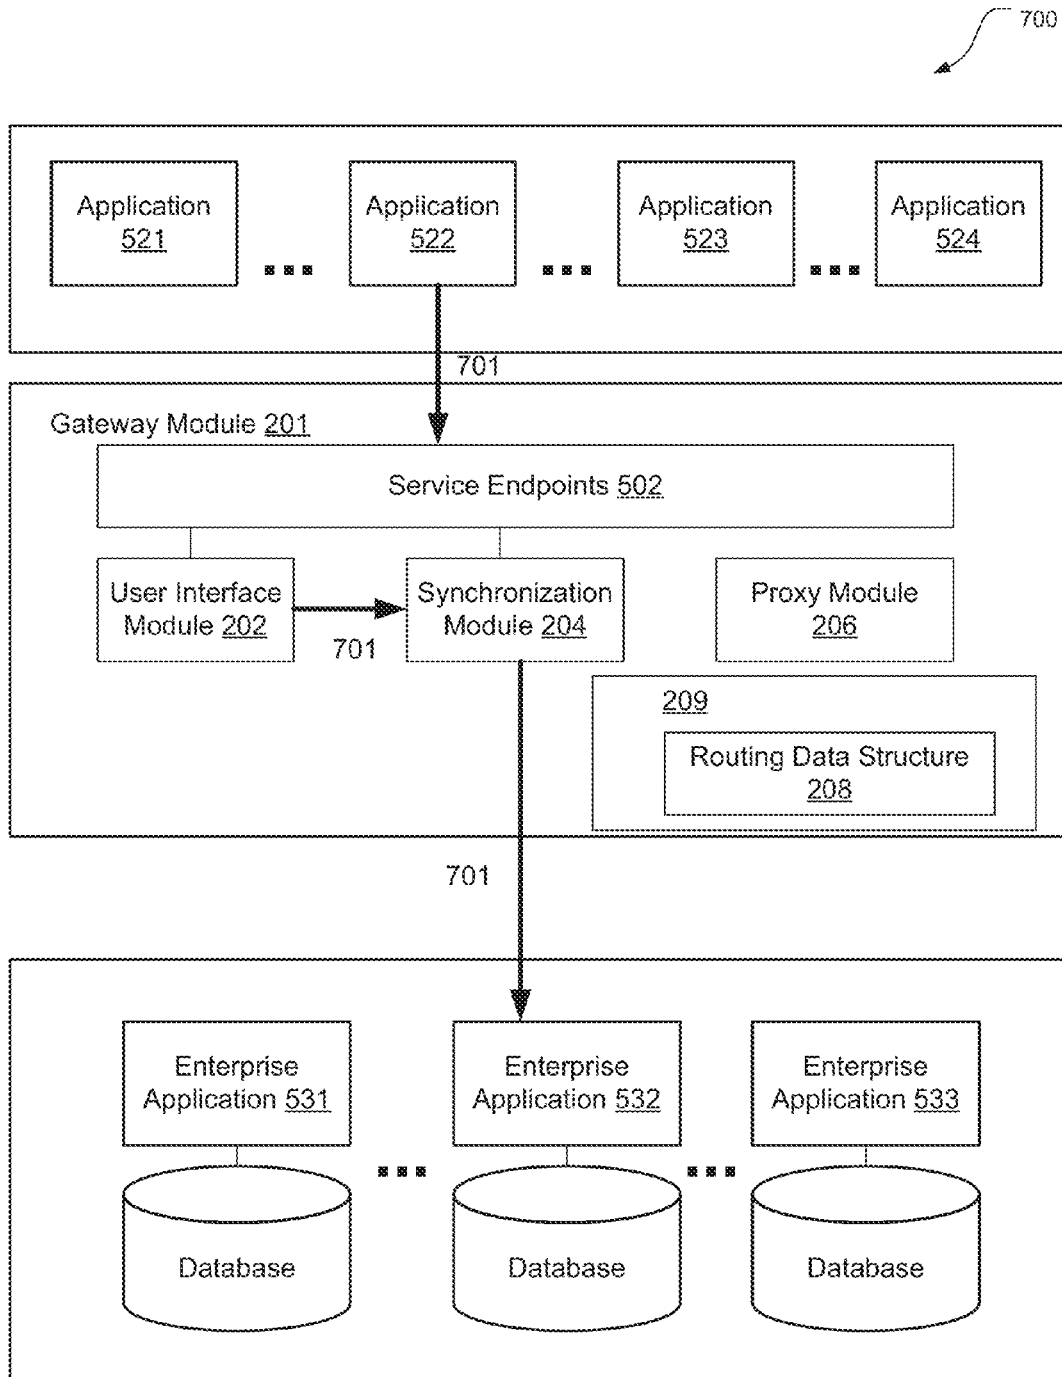 700
Application
521
Application
522
Application
523
Application
524
701
Gateway Module 201
Service Endpoints 502
User Interface
Module 202
701
Synchronization
Module 204
Proxy Module
206
209
Routing Data Structure
208
701
Enterprise
Application 531
Enterprise
Application 532
Enterprise
Application 533
Database
Database
Database